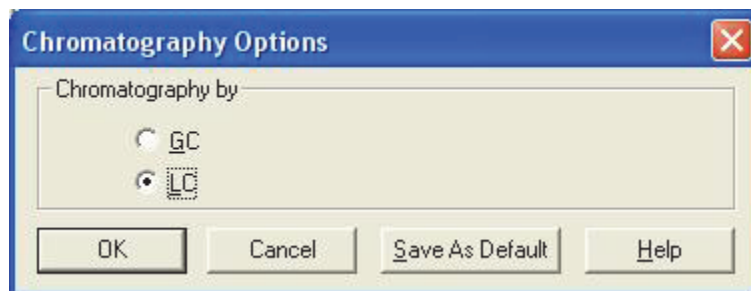 Chromatography Options
Chromatography by
GC
LC
OK Cancel Save As Default Help